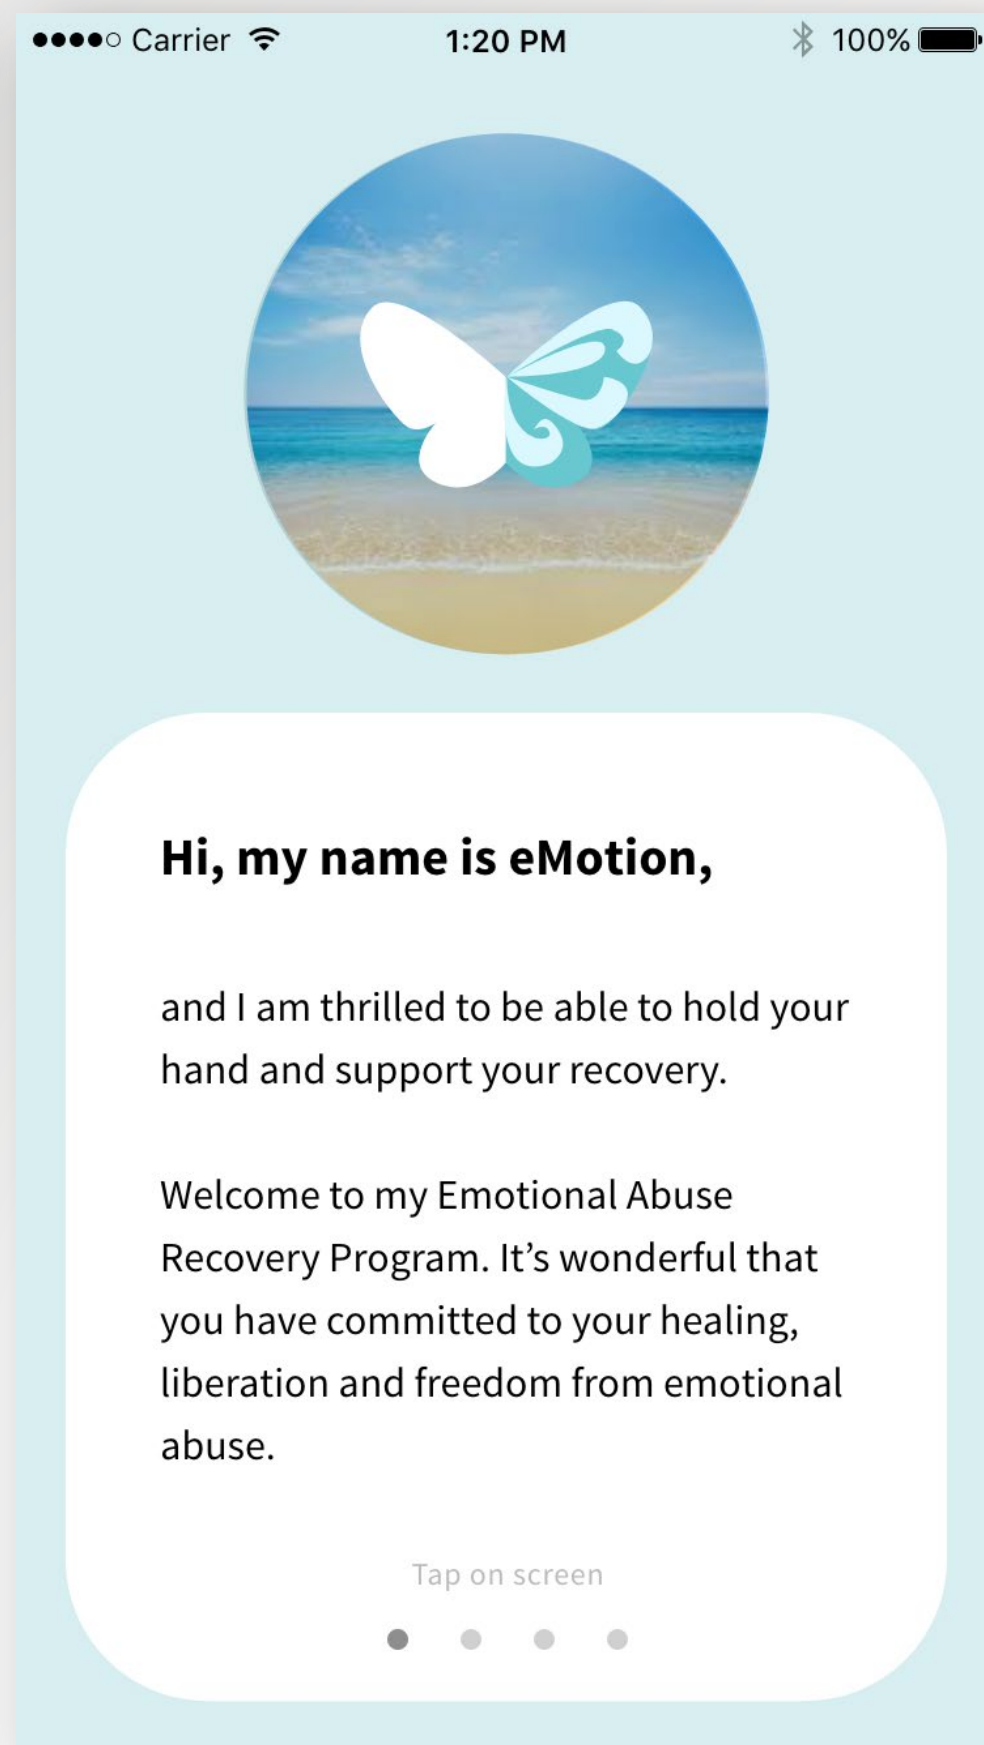 Carrier 1:20 PM 100%
Hi, my name is eMotion,
and I am thrilled to be able to hold your
hand and support your recovery.
Welcome to my Emotional Abuse
Recovery Program. It’s wonderful that
you have committed to your healing,
liberation and freedom from emotional
abuse.
Tap on screen